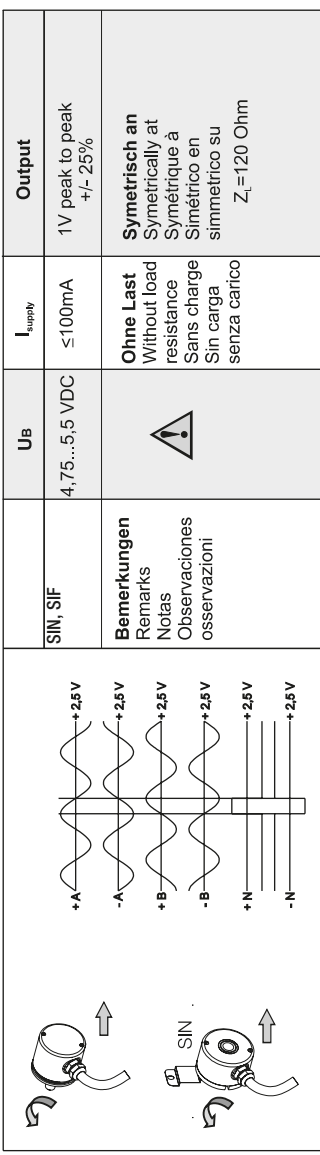 SIN
+ A
+ 2,5 V
- A
+ 2,5 V
+ B
+ 2,5 V
- B
+ 2,5 V
+ N
+ 2,5 V
- N
+ 2,5 V
UB
Isupply
Output
SIN, SIF
4,75...5,5 VDC
≤100mA
1V peak to peak
+/- 25%
Bemerkungen
Remarks
Notas
Observaciones
osservazioni
!
Ohne Last
Without load
resistance
Sans charge
Sin carga
senza carico
Symetrisch an
Symetrically at
Symétrique à
Simétrico en
simmetrico su
ZL=120 Ohm